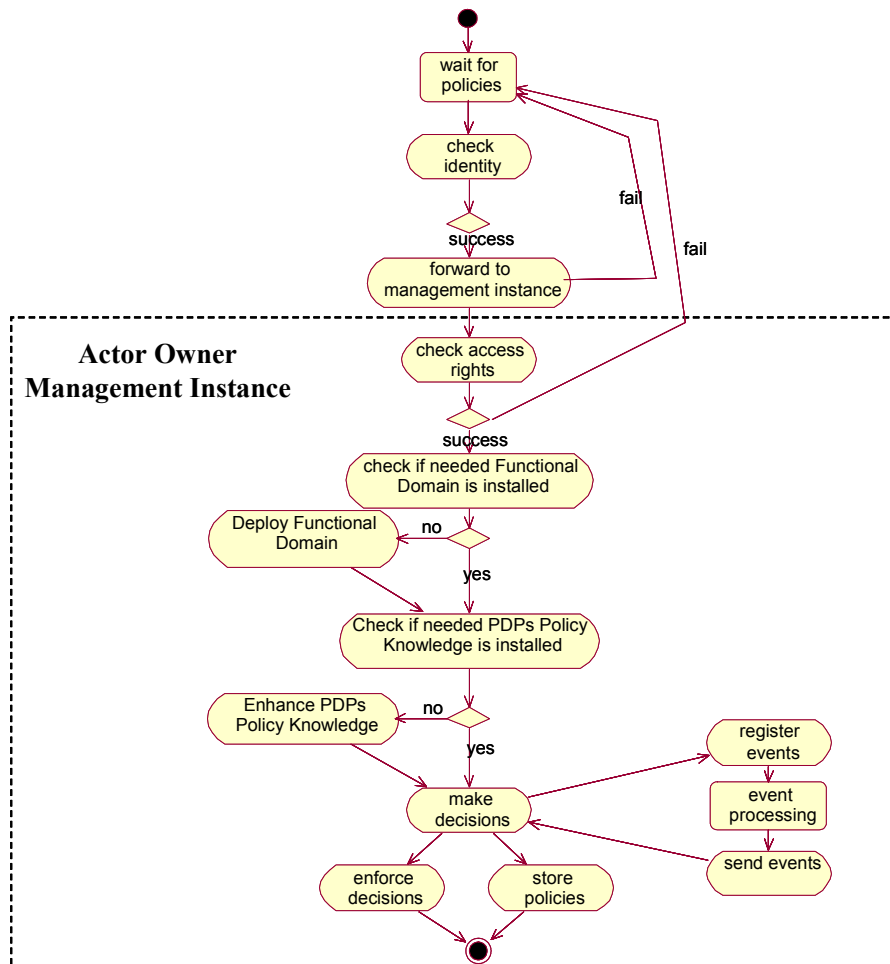 wait for
policies
check
identity
fail
success
fail
forward to
management instance
Actor Owner
Management Instance
check access
rights
success
check if needed Functional
Domain is installed
Deploy Functional
Domain
no
yes
Check if needed PDPs Policy
Knowledge is installed
Enhance PDPs
Policy Knowledge
no
yes
register
events
event
processing
make
decisions
send events
enforce
decisions
store
policies